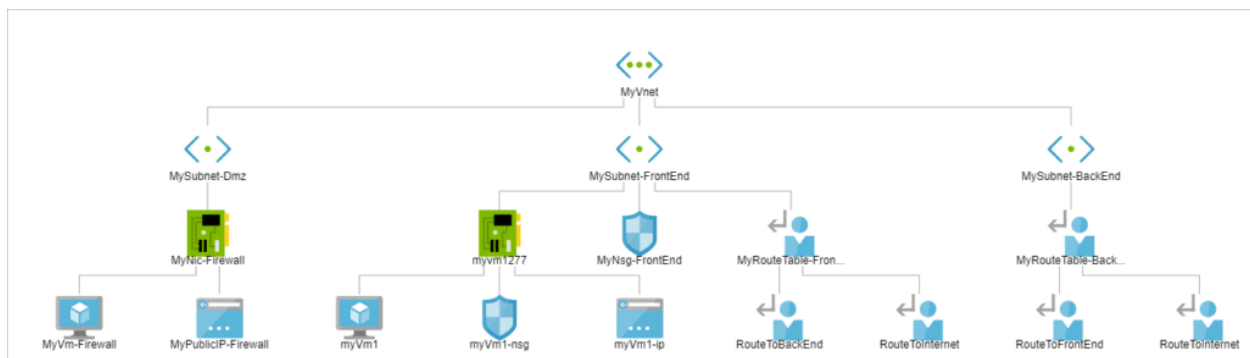 MyVnet
MySubnet-Dmz
MySubnet-FrontEnd
MySubnet-BackEnd
MyNic-Firewall
myvm1277
MyNsg-FrontEnd
MyRouteTable-Fron...
MyRouteTable-Back...
MyVm-Firewall
MyPublicIP-Firewall
myVm1
myVm1-nsg
myVm1-ip
RouteToBackEnd
RouteToInternet
RouteToFrontEnd
RouteToInternet